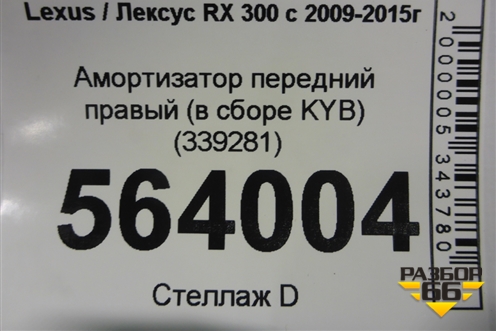 Lexus / Лексус RX 300 с 2009-2015г
Амортизатор передний
правый (в сборе KYB)
(339281)
564004
Стеллаж D
2000005343780
РАЗБОР
66